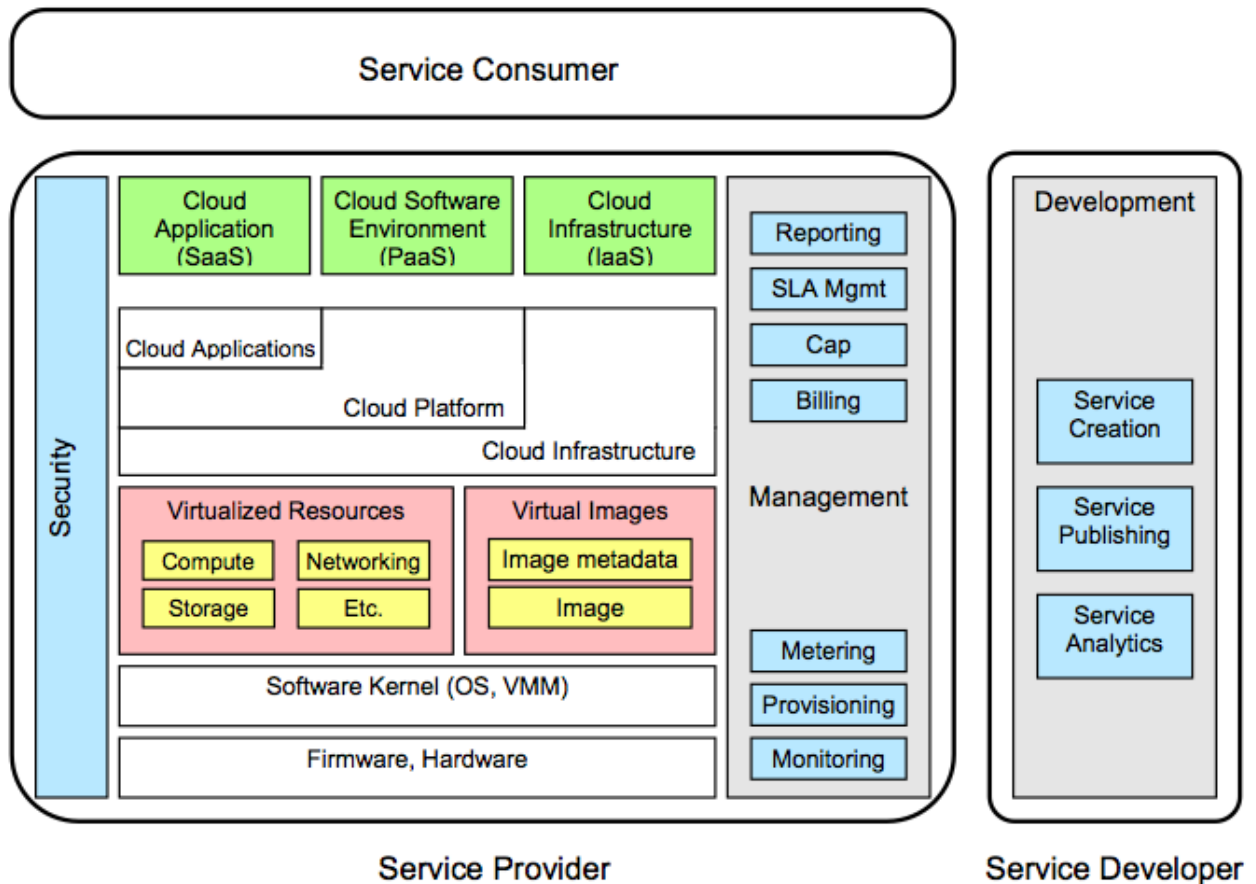 Service Consumer
Security
Cloud
Application
(SaaS)
Cloud Software
Environment
(PaaS)
Cloud
Infrastructure
(IaaS)
Cloud Applications
Cloud Platform
Cloud Infrastructure
Virtualized Resources
Compute
Networking
Storage
Etc.
Virtual Images
Image metadata
Image
Software Kernel (OS, VMM)
Firmware, Hardware
Reporting
SLA Mgmt
Cap
Billing
Management
Metering
Provisioning
Monitoring
Service Provider
Development
Service
Creation
Service
Publishing
Service
Analytics
Service Developer